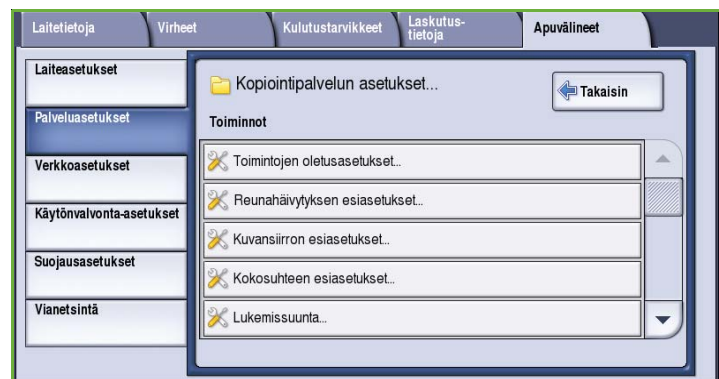 Laitetietoja
Virheet
Kulutustarvikkeet
Laskutus-
tietoja
Apuvälineet
Laiteasetukset
Palveluasetukset
Verkkoasetukset
Käytönvalvonta-asetukset
Suojausasetukset
Vianetsintä
Kopiointipalvelun asetukset...
Takaisin
Toiminnot
Toimintojen oletusasetukset...
Reunahäivytyksen esiasetukset...
Kuvansiirron esiasetukset...
Kokosuhteen esiasetukset...
Lukemissuunta...